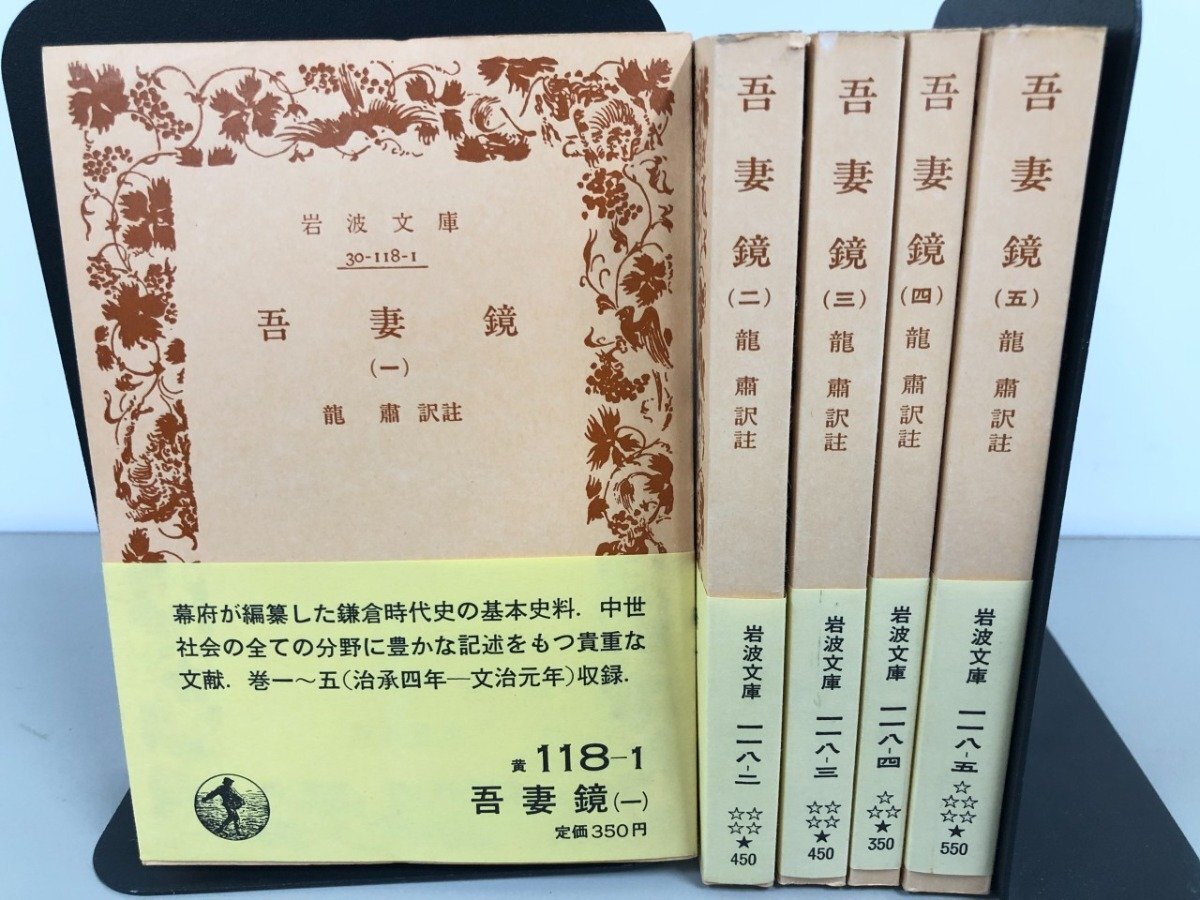 岩波文庫
30-118-1
吾妻鏡
(一)
龍 肅 訳註
幕府が編纂した鎌倉時代史の基本史料. 中世
社会の全ての分野に豊かな記述をもつ貴重な
文献. 巻一～五(治承四年―文治元年)収録.
黄 118-1
吾妻鏡(一)
定価350円
吾妻鏡(二) 龍 肅 訳註
岩波文庫 一一八-二
☆☆
☆☆
★
450
吾妻鏡(三) 龍 肅 訳註
岩波文庫 一一八-三
☆☆
☆☆
★
450
吾妻鏡(四) 龍 肅 訳註
岩波文庫 一一八-四
☆
☆☆
★
350
吾妻鏡(五) 龍 肅 訳註
岩波文庫 一一八-五
☆
☆☆
☆☆
★
550